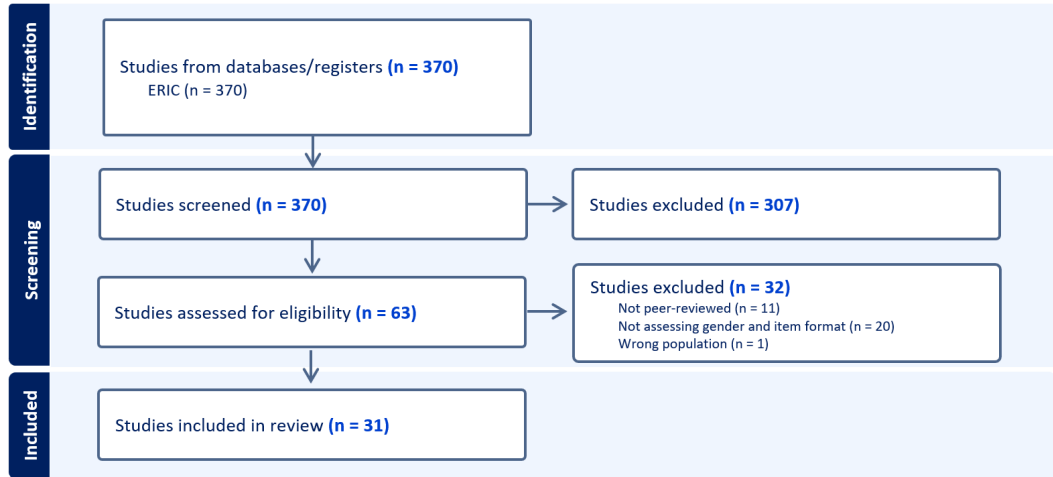 Identification
Studies from databases/registers (n = 370)
ERIC (n = 370)
Screening
Studies screened (n = 370)
Studies excluded (n = 307)
Studies assessed for eligibility (n = 63)
Studies excluded (n = 32)
Not peer-reviewed (n = 11)
Not assessing gender and item format (n = 20)
Wrong population (n = 1)
Included
Studies included in review (n = 31)